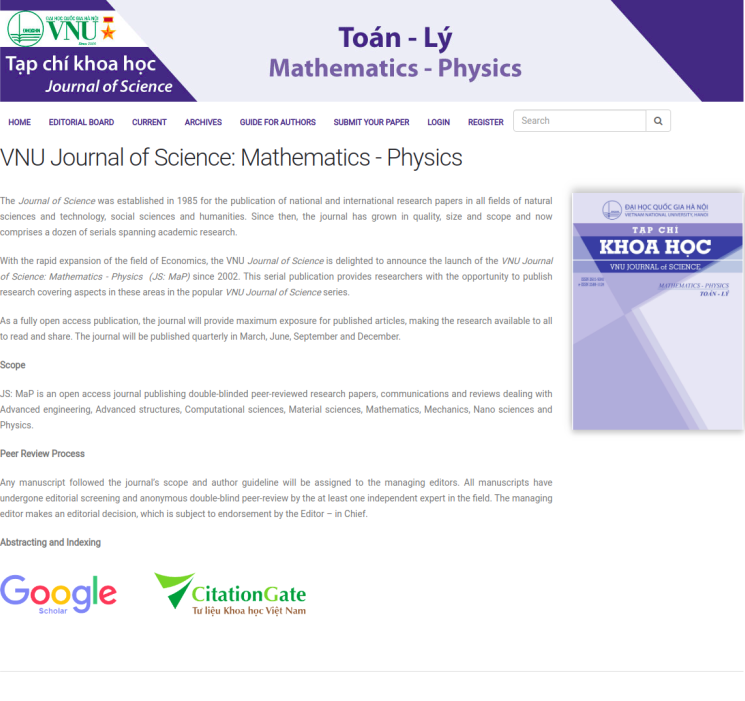 ĐẠI HỌC QUỐC GIA HÀ NỘI
VNU
Since 1906
Tạp chí khoa học
Journal of Science
Toán - Lý
Mathematics - Physics
HOME EDITORIAL BOARD CURRENT ARCHIVES GUIDE FOR AUTHORS SUBMIT YOUR PAPER LOGIN REGISTER Search
VNU Journal of Science: Mathematics - Physics
The Journal of Science was established in 1985 for the publication of national and international research papers in all fields of natural
sciences and technology, social sciences and humanities. Since then, the journal has grown in quality, size and scope and now
comprises a dozen of serials spanning academic research.
With the rapid expansion of the field of Economics, the VNU Journal of Science is delighted to announce the launch of the VNU Journal
of Science: Mathematics - Physics (JS: MaP) since 2002. This serial publication provides researchers with the opportunity to publish
research covering aspects in these areas in the popular VNU Journal of Science series.
As a fully open access publication, the journal will provide maximum exposure for published articles, making the research available to all
to read and share. The journal will be published quarterly in March, June, September and December.
Scope
JS: MaP is an open access journal publishing double-blinded peer-reviewed research papers, communications and reviews dealing with
Advanced engineering, Advanced structures, Computational sciences, Material sciences, Mathematics, Mechanics, Nano sciences and
Physics.
Peer Review Process
Any manuscript followed the journal's scope and author guideline will be assigned to the managing editors. All manuscripts have
undergone editorial screening and anonymous double-blind peer-review by the at least one independent expert in the field. The managing
editor makes an editorial decision, which is subject to endorsement by the Editor – in Chief.
Abstracting and Indexing
Google
Scholar
CitationGate
Tư liệu Khoa học Việt Nam
ĐẠI HỌC QUỐC GIA HÀ NỘI
VIETNAM NATIONAL UNIVERSITY, HANOI
TẠP CHÍ
KHOA HỌC
VNU JOURNAL of SCIENCE
MATHEMATICS - PHYSICS
TOÁN - LÝ